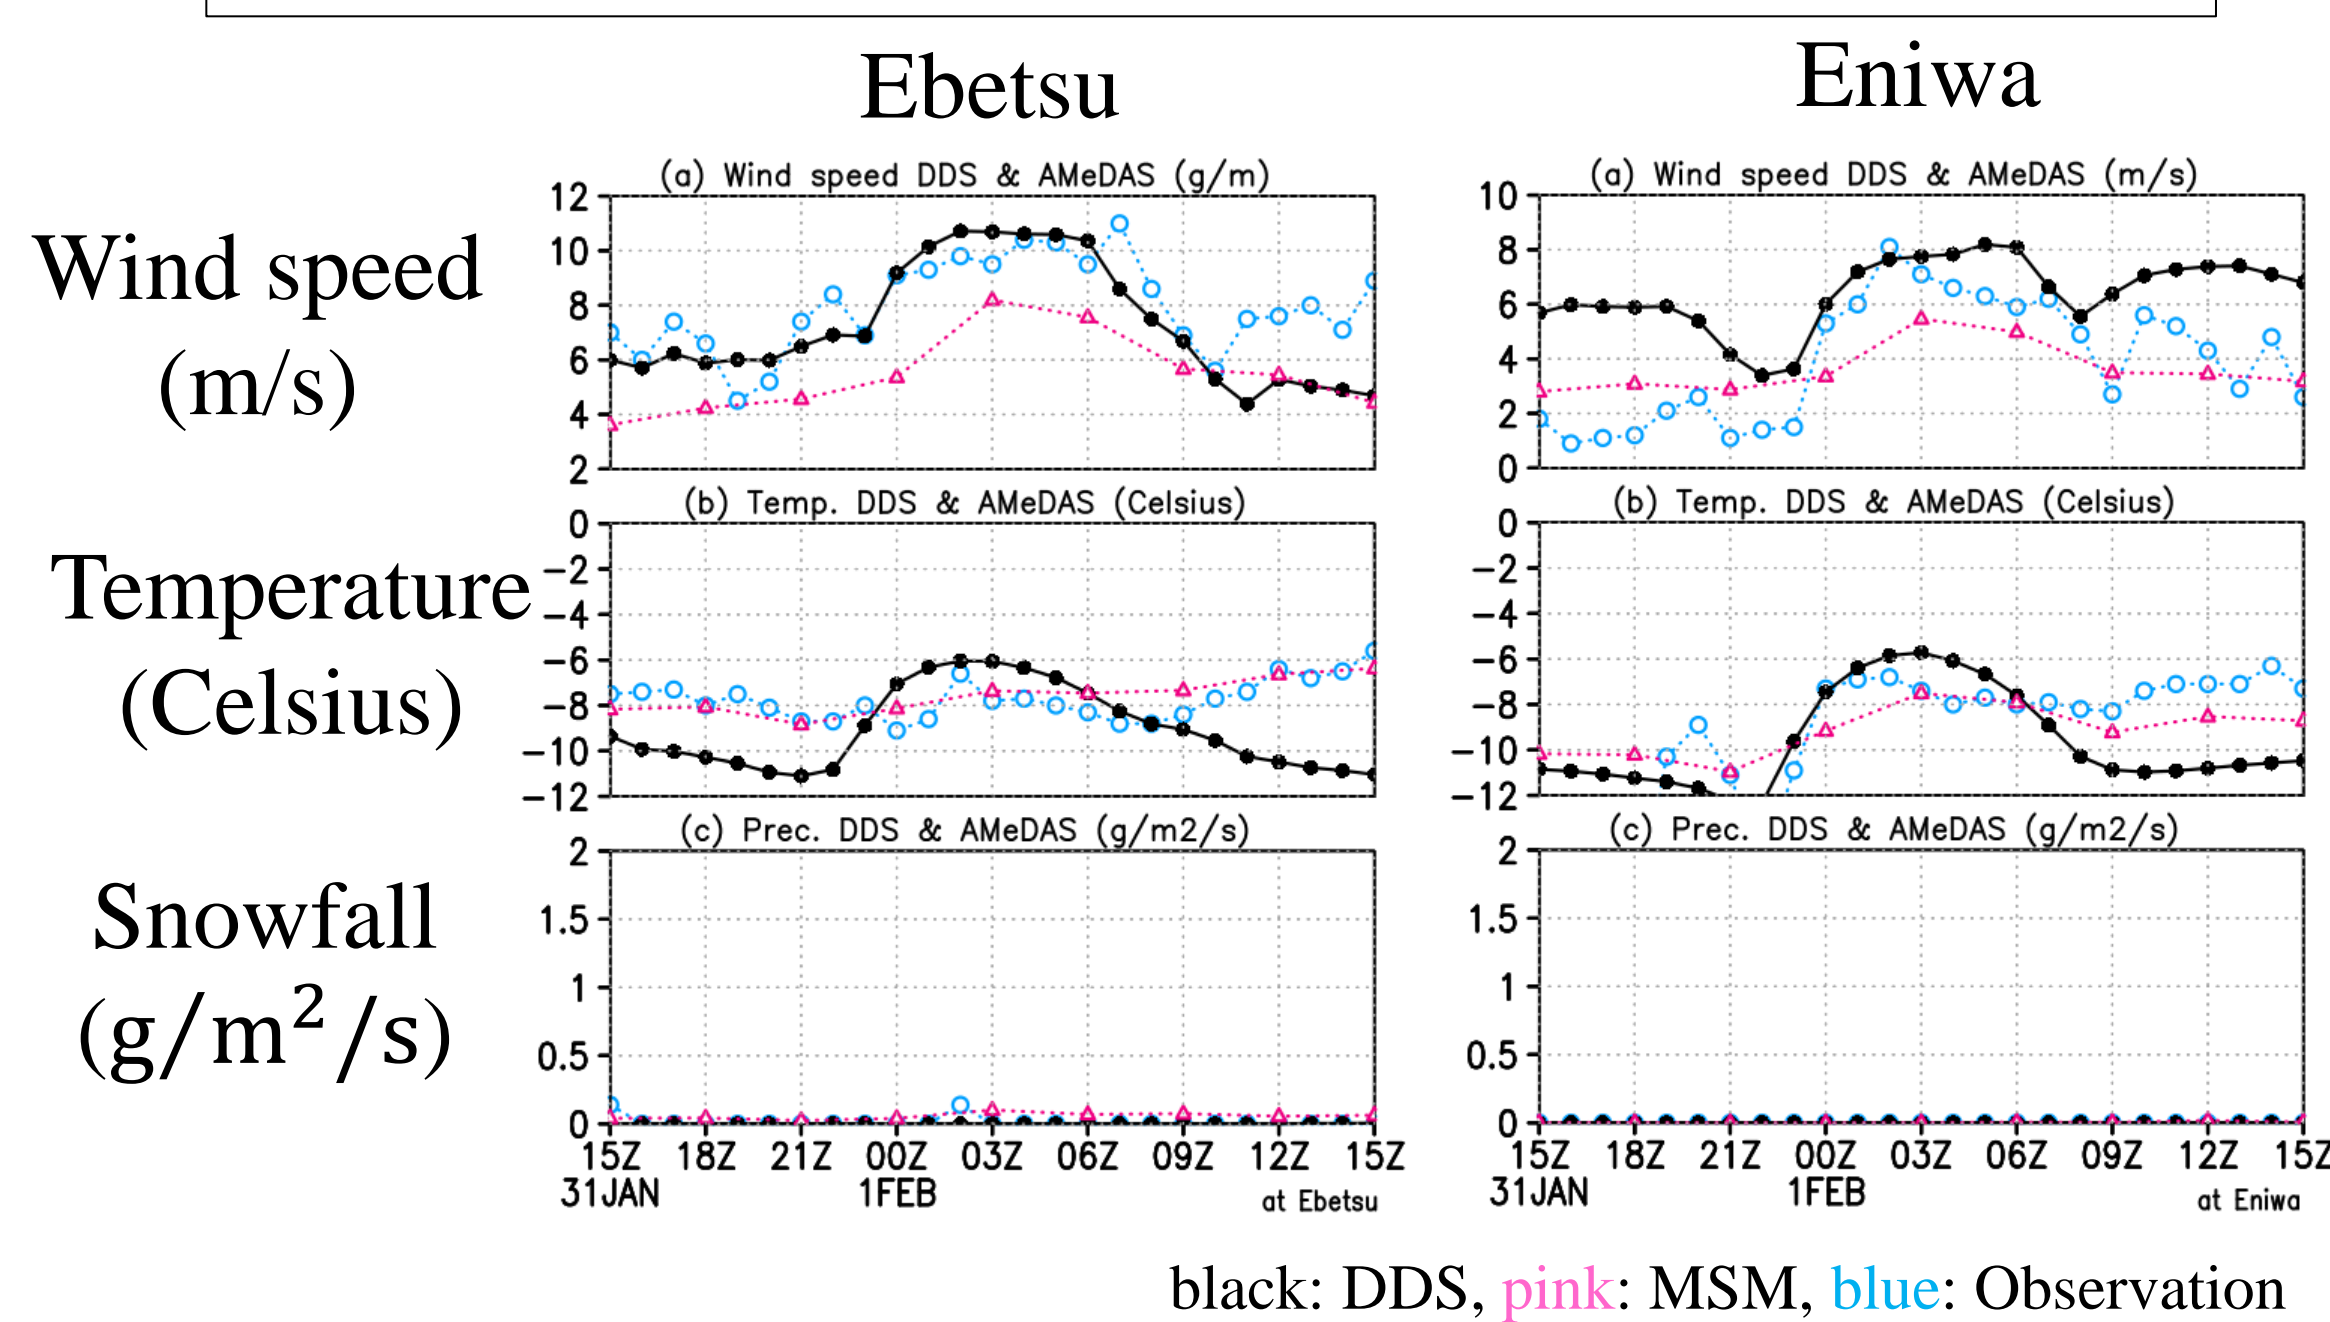 Ebetsu
Eniwa
Wind speed
(m/s)
(a) Wind speed DDS & AMeDAS (g/m)
12
10
8
6
4
2
(a) Wind speed DDS & AMeDAS (m/s)
10
8
6
4
2
0
Temperature
(Celsius)
(b) Temp. DDS & AMeDAS (Celsius)
0
−2
−4
−6
−8
−10
−12
(b) Temp. DDS & AMeDAS (Celsius)
0
−2
−4
−6
−8
−10
−12
Snowfall
(g/m²/s)
(c) Prec. DDS & AMeDAS (g/m2/s)
2
1.5
1
0.5
0
15Z 18Z 21Z 00Z 03Z 06Z 09Z 12Z 15Z
31JAN 1FEB
at Ebetsu
(c) Prec. DDS & AMeDAS (g/m2/s)
2
1.5
1
0.5
0
15Z 18Z 21Z 00Z 03Z 06Z 09Z 12Z 15Z
31JAN 1FEB
at Eniwa
black: DDS, pink: MSM, blue: Observation